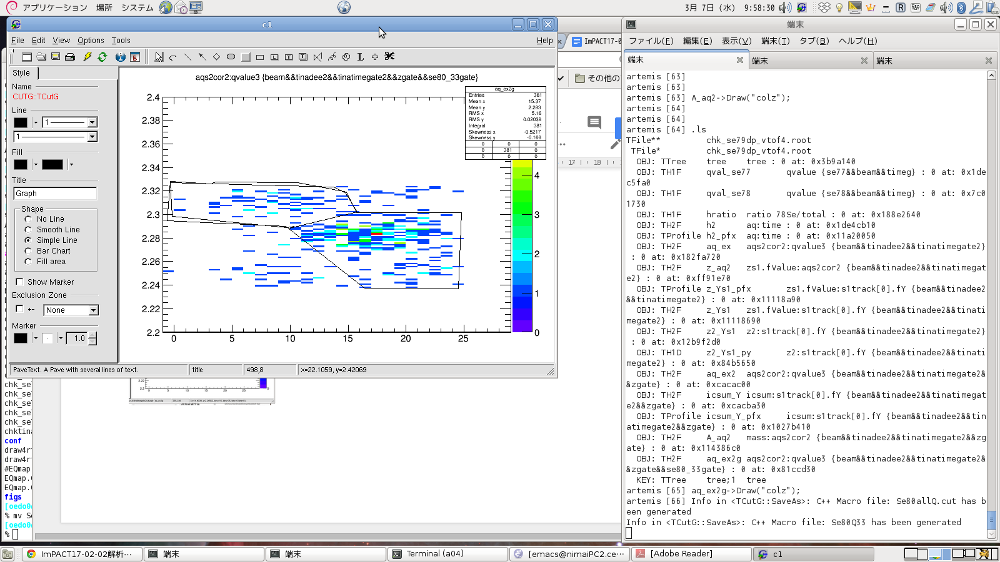 アプリケーション 場所 システム
3月 7日 (水) 9:58:30
c1
File Edit View Options Tools Help
Style
Name
CUTG::TCutG
Line
1
1
Fill
Title
Graph
Shape
No Line
Smooth Line
Simple Line
Bar Chart
Fill area
Show Marker
Exclusion Zone
+- None
Marker
1.0
aqs2cor2:qvalue3 {beam&&tinadee2&&tinatimegate2&&zgate&&se80_33gate}
aq_ex2g
Entries 381
Mean x 15.37
Mean y 2.283
RMS x 5.16
RMS y 0.02038
Integral 381
Skewness x -0.5217
Skewness y -0.166
0 0 0
0 381 0
0 0 0
2.4
2.38
2.36
2.34
2.32
2.3
2.28
2.26
2.24
2.22
2.2
0 5 10 15 20 25
4
3
2
1
0
PaveText. A Pave with several lines of text. title 498,8 x=22.1059, y=2.42069
ImPACT17-0
その他の
17 18
chk_se
chk_se
chk_se
chk_se
chk_se
chktina
conf
draw4r
draw4r
#EQmap
EQmap.
EQmap.
figs
[oedo0
% mv S
[oedo0
%
端末
ファイル(F) 編集(E) 表示(V) 端末(T) タブ(B) ヘルプ(H)
端末 端末 端末
artemis [63]
artemis [63]
artemis [63] A_aq2->Draw("colz");
artemis [64]
artemis [64]
artemis [64] .ls
TFile** chk_se79dp_vtof4.root
TFile* chk_se79dp_vtof4.root
OBJ: TTree tree tree : 0 at: 0x3b9a140
OBJ: TH1F qval_se77 qvalue {se77&&beam&&timeg} : 0 at: 0x1de
c5fa0
OBJ: TH1F qval_se78 qvalue {se78&&beam&&timeg} : 0 at: 0x7c0
1730
OBJ: TH1F hratio ratio 78Se/total : 0 at: 0x188e2640
OBJ: TH2F h2 aq:time : 0 at: 0x1de4cb10
OBJ: TProfile h2_pfx aq:time : 0 at: 0x11a20050
OBJ: TH2F aq_ex aqs2cor2:qvalue3 {beam&&tinadee2&&tinatimegate2}
: 0 at: 0x182fa720
OBJ: TH2F z_aq2 zs1.fValue:aqs2cor2 {beam&&tinadee2&&tinatimegat
e2} : 0 at: 0xff91e70
OBJ: TProfile z_Ys1_pfx zs1.fValue:s1track[0].fY {beam&&tinadee2
&&tinatimegate2} : 0 at: 0x11118a90
OBJ: TH2F z_Ys1 zs1.fValue:s1track[0].fY {beam&&tinadee2&&tinati
megate2} : 0 at: 0x11118690
OBJ: TH2F z2_Ys1 z2:s1track[0].fY {beam&&tinadee2&&tinatimegate2}
: 0 at: 0x12b9f2d0
OBJ: TH1D z2_Ys1_py z2:s1track[0].fY {beam&&tinadee2&&tinati
megate2} : 0 at: 0x84b5650
OBJ: TH2F aq_ex2 aqs2cor2:qvalue3 {beam&&tinadee2&&tinatimegate2
&&zgate} : 0 at: 0xcacac00
OBJ: TH2F icsum_Y icsum:s1track[0].fY {beam&&tinadee2&&tinatimegat
e2&&zgate} : 0 at: 0xcacba30
OBJ: TProfile icsum_Y_pfx icsum:s1track[0].fY {beam&&tinadee2&&tin
atimegate2&&zgate} : 0 at: 0x1027b410
OBJ: TH2F A_aq2 mass:aqs2cor2 {beam&&tinadee2&&tinatimegate2&&zg
ate} : 0 at: 0x114386c0
OBJ: TH2F aq_ex2g aqs2cor2:qvalue3 {beam&&tinadee2&&tinatimegate2&
&zgate&&se80_33gate} : 0 at: 0x81ccd30
KEY: TTree tree;1 tree
artemis [65] aq_ex2g->Draw("colz");
artemis [66] Info in <TCutG::SaveAs>: C++ Macro file: Se80allQ.cut has b
een generated
Info in <TCutG::SaveAs>: C++ Macro file: Se80Q33 has been generated
ImPACT17-02-02解析… 端末 端末 Terminal (a04) [emacs@nimaiPC2.ce… [Adobe Reader] c1